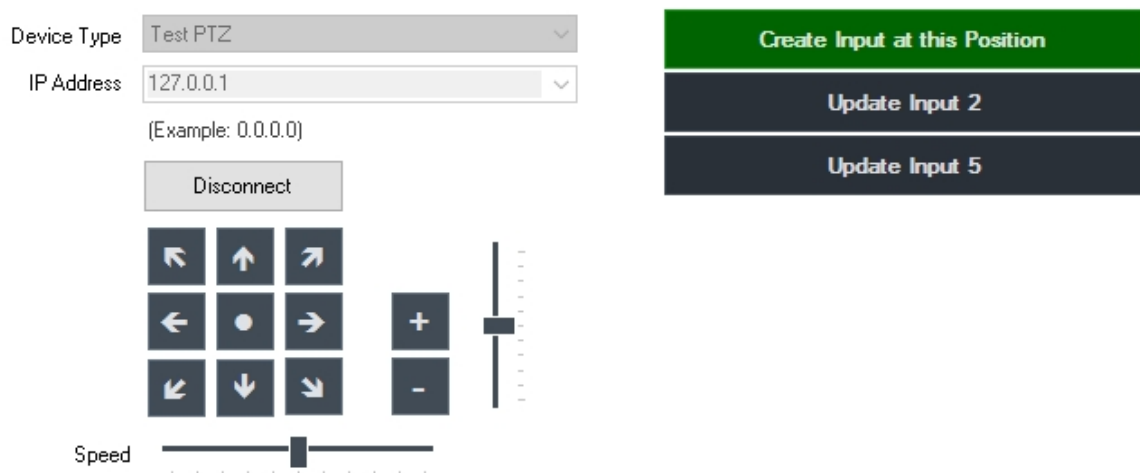 Device Type Test PTZ
IP Address 127.0.0.1
(Example: 0.0.0.0)
Disconnect
+
-
Speed
Create Input at this Position
Update Input 2
Update Input 5